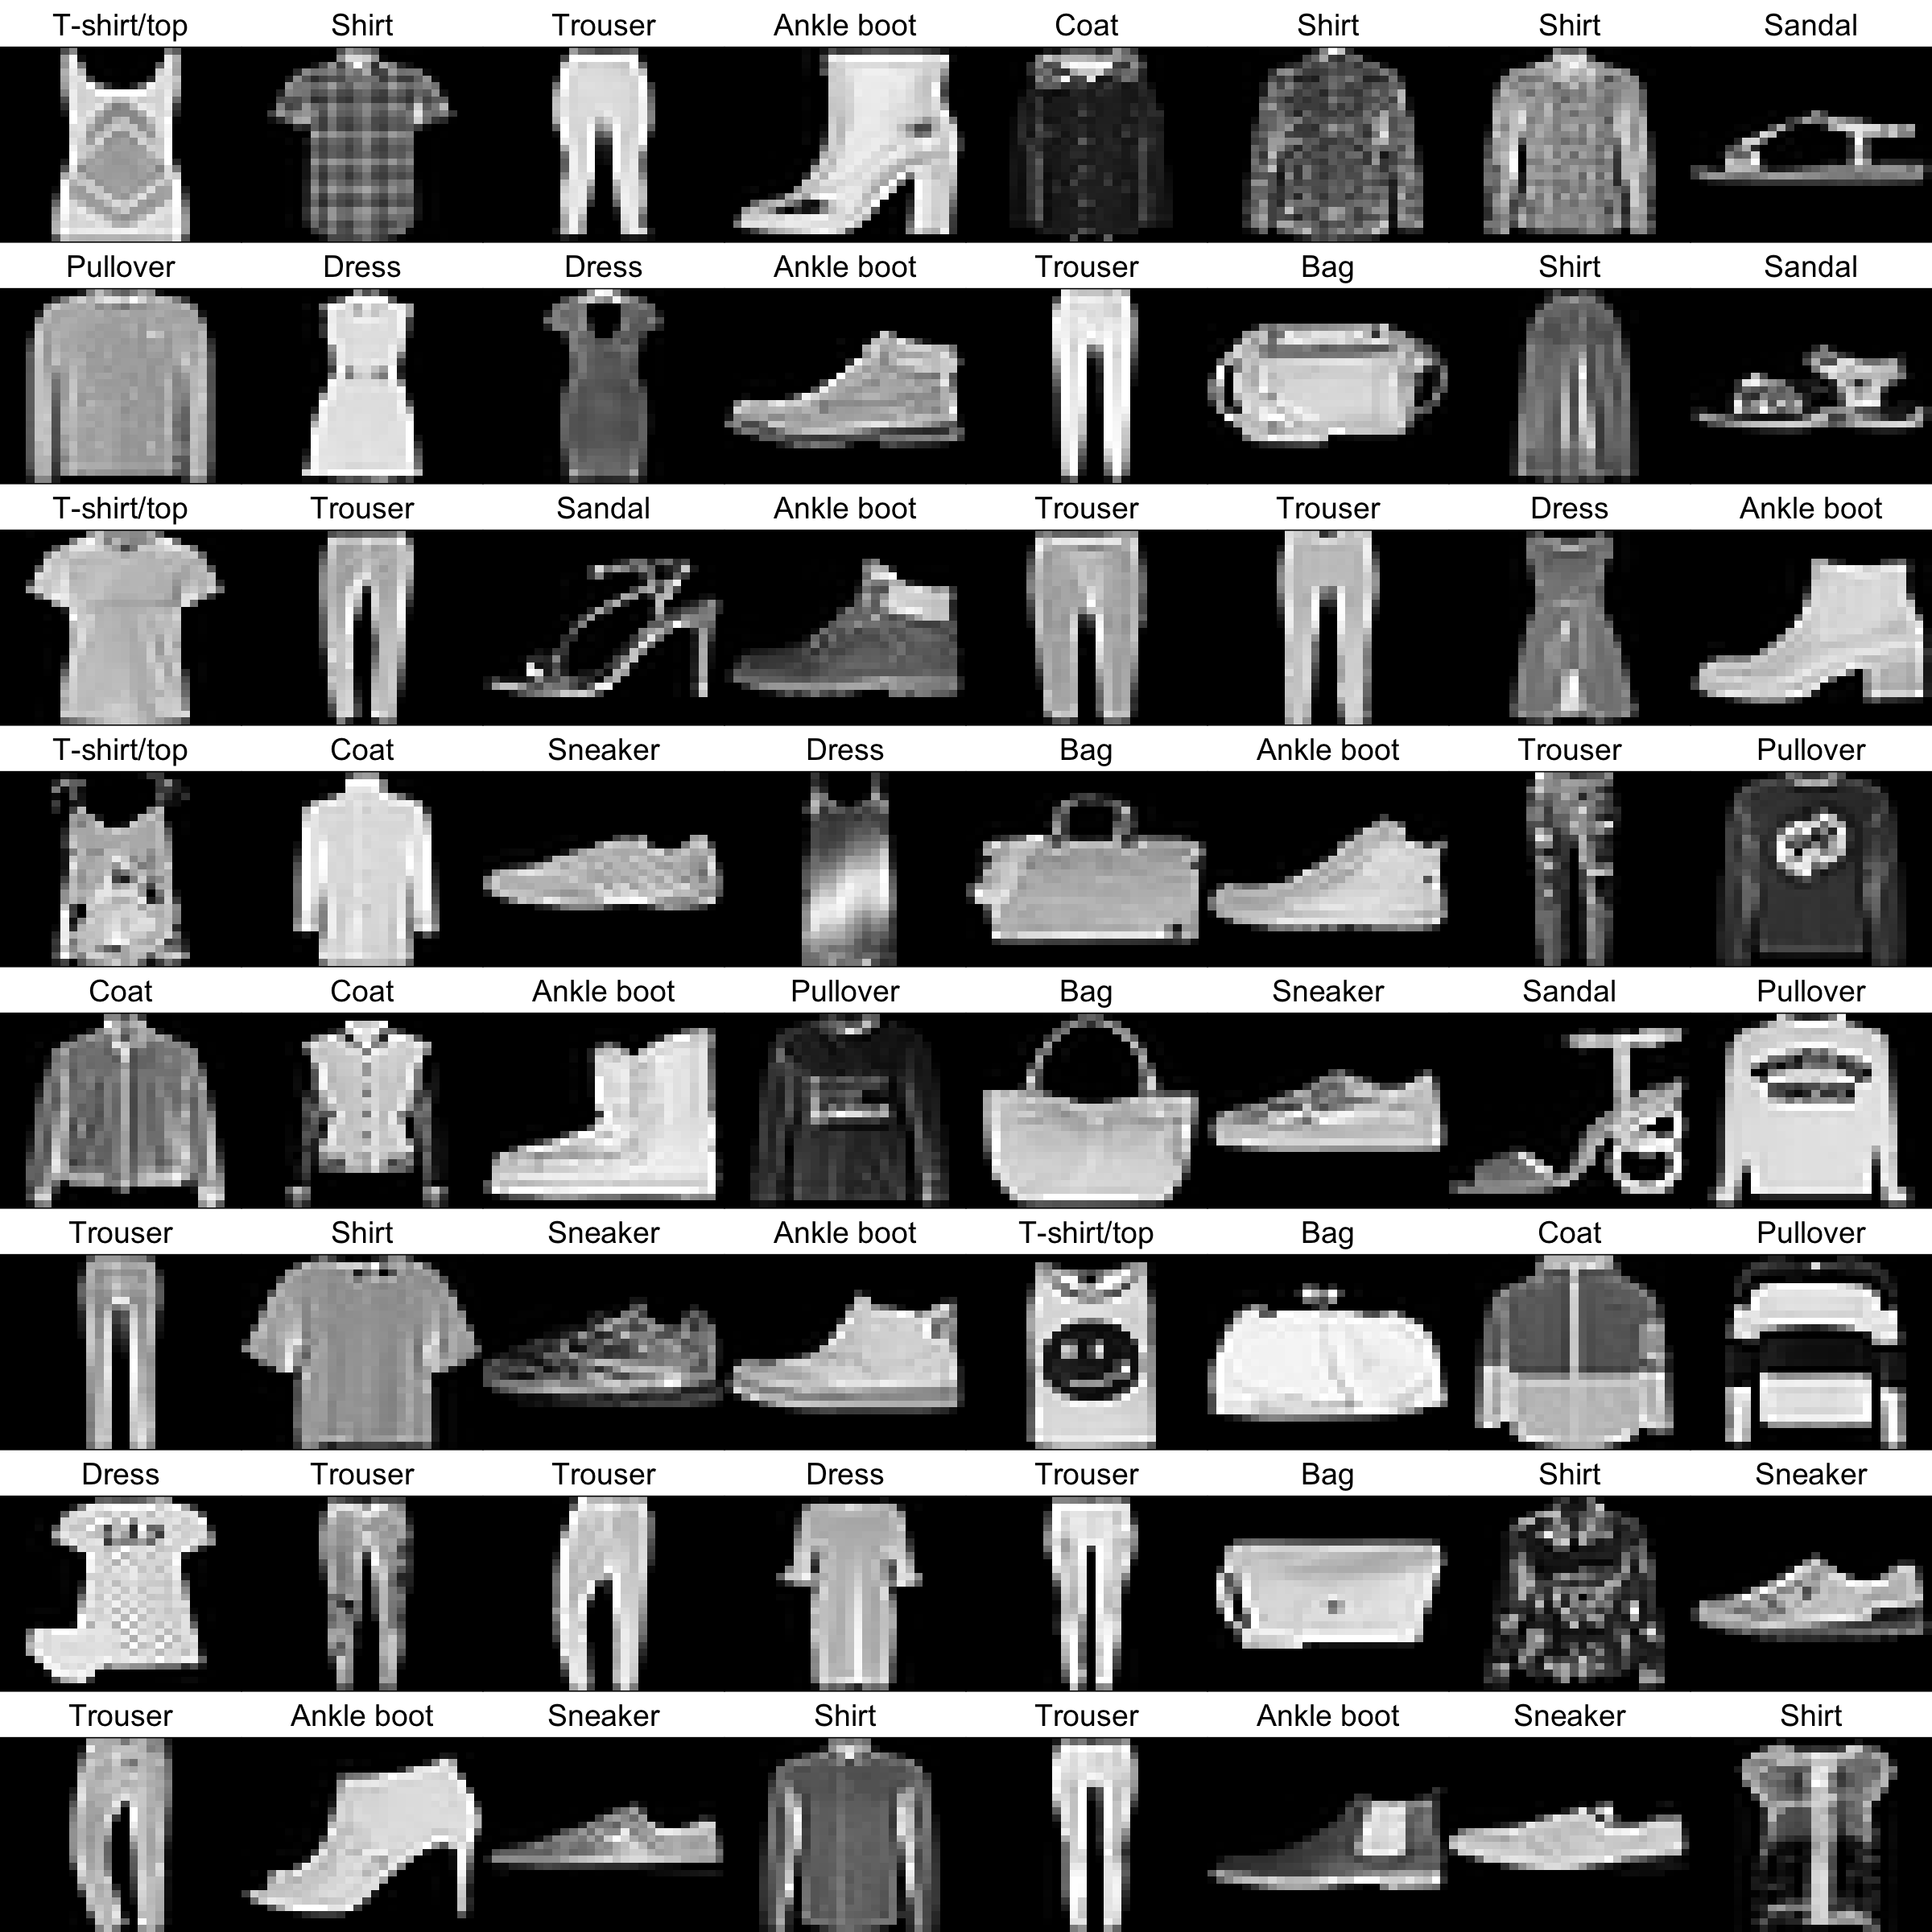 T-shirt/top Shirt Trouser Ankle boot Coat Shirt Shirt Sandal
Pullover Dress Dress Ankle boot Trouser Bag Shirt Sandal
T-shirt/top Trouser Sandal Ankle boot Trouser Trouser Dress Ankle boot
T-shirt/top Coat Sneaker Dress Bag Ankle boot Trouser Pullover
Coat Coat Ankle boot Pullover Bag Sneaker Sandal Pullover
Trouser Shirt Sneaker Ankle boot T-shirt/top Bag Coat Pullover
Dress Trouser Trouser Dress Trouser Bag Shirt Sneaker
Trouser Ankle boot Sneaker Shirt Trouser Ankle boot Sneaker Shirt